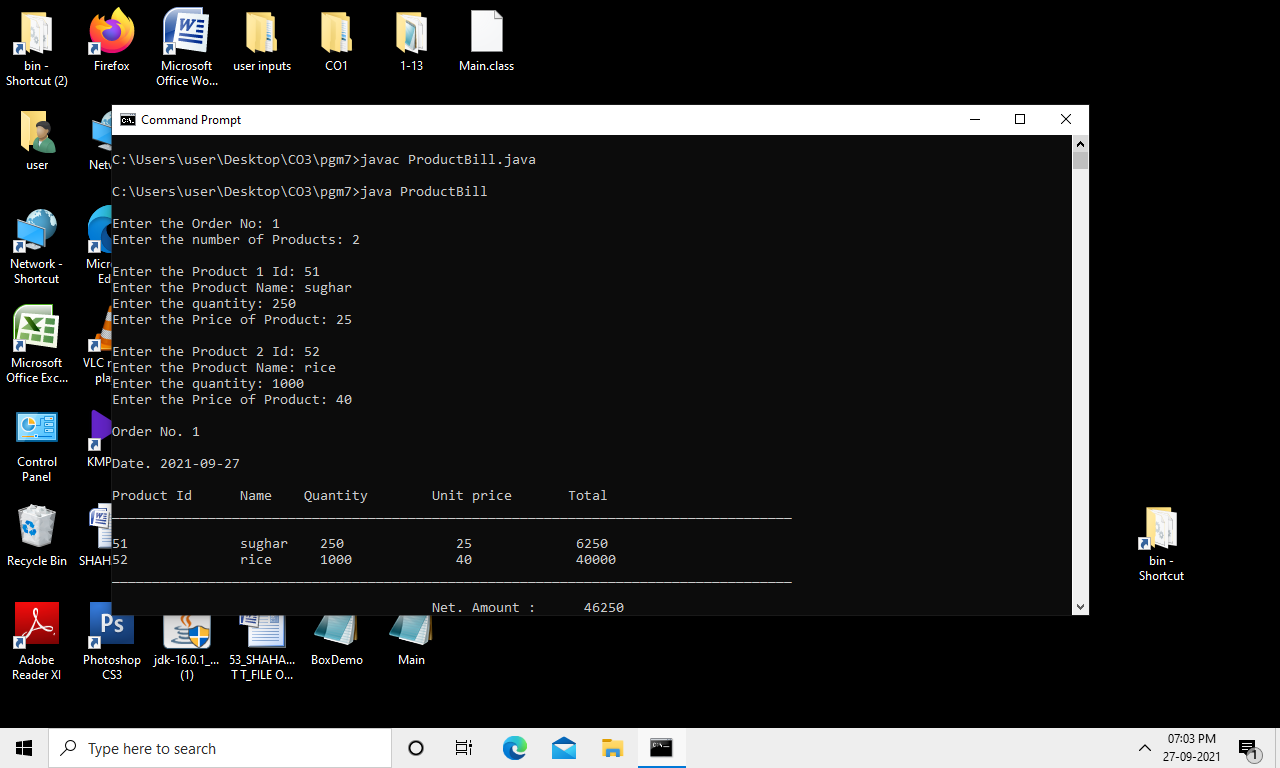 bin -
Shortcut (2)
Firefox
Microsoft
Office Wo...
user inputs
CO1
1-13
Main.class
user
Command Prompt
C:\Users\user\Desktop\CO3\pgm7>javac ProductBill.java
C:\Users\user\Desktop\CO3\pgm7>java ProductBill
Enter the Order No: 1
Enter the number of Products: 2
Enter the Product 1 Id: 51
Enter the Product Name: sughar
Enter the quantity: 250
Enter the Price of Product: 25
Enter the Product 2 Id: 52
Enter the Product Name: rice
Enter the quantity: 1000
Enter the Price of Product: 40
Order No. 1
Date. 2021-09-27
Product Id Name Quantity Unit price Total
51 sughar 250 25 6250
52 rice 1000 40 40000
Net. Amount : 46250
Network -
Shortcut
Microsoft
Office Exc...
VLC
Control
Panel
KMP
Recycle Bin
SHAH
bin -
Shortcut
Adobe
Reader XI
Ps
Photoshop
CS3
jdk-16.0.1_...
(1)
53_SHAHA...
T T_FILE O...
BoxDemo
Main
Type here to search
07:03 PM
27-09-2021
1